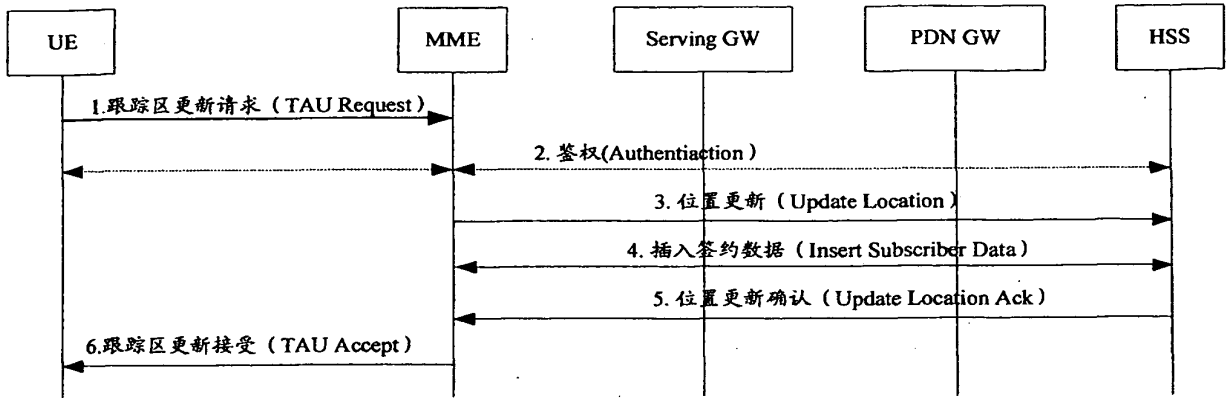 UE
MME
Serving GW
PDN GW
HSS
1.跟踪区更新请求（TAU Request）
2. 鉴权(Authentiaction）
3. 位置更新（Update Location）
4. 插入签约数据（Insert Subscriber Data）
5. 位置更新确认（Update Location Ack）
6.跟踪区更新接受（TAU Accept）